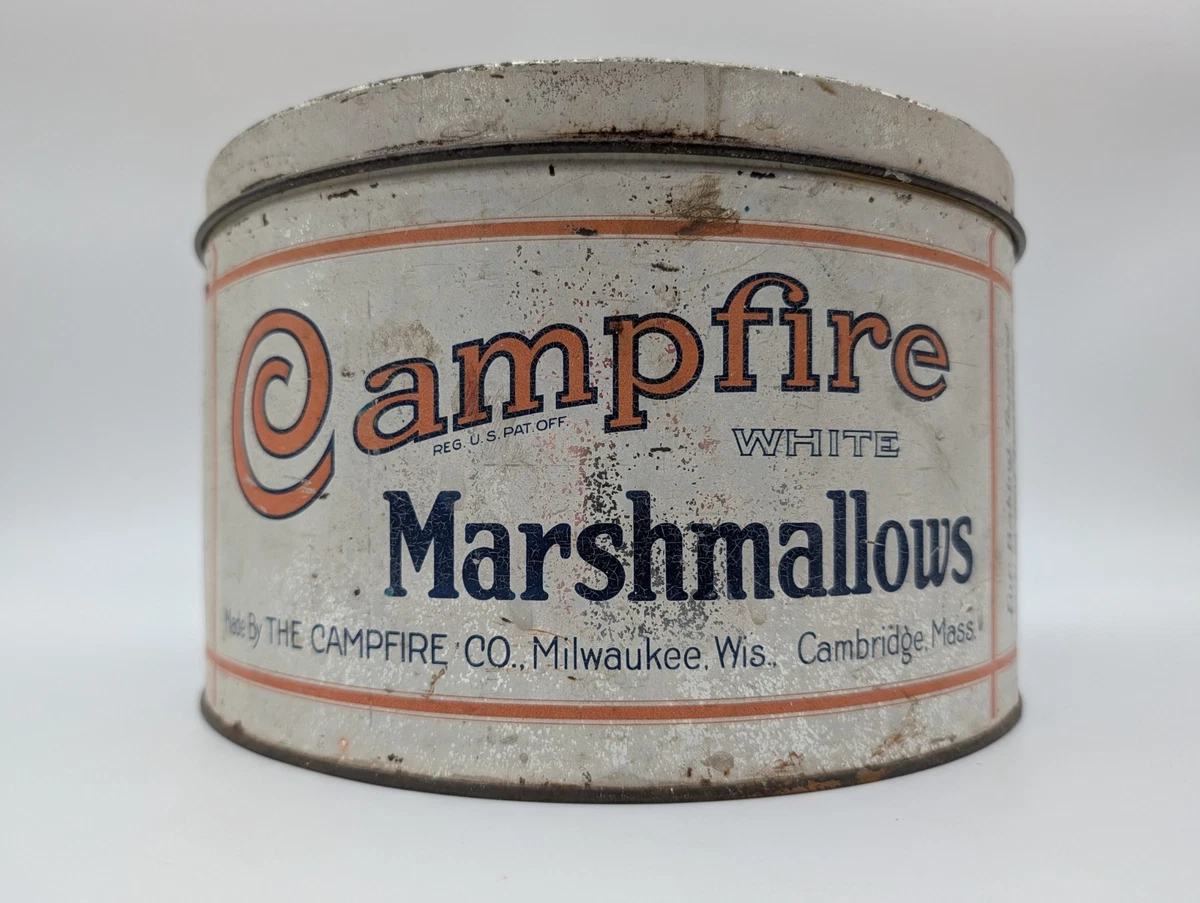 Campfire
REG. U.S. PAT. OFF.
WHITE
Marshmallows
Made By THE CAMPFIRE CO., Milwaukee, Wis., Cambridge, Mass.